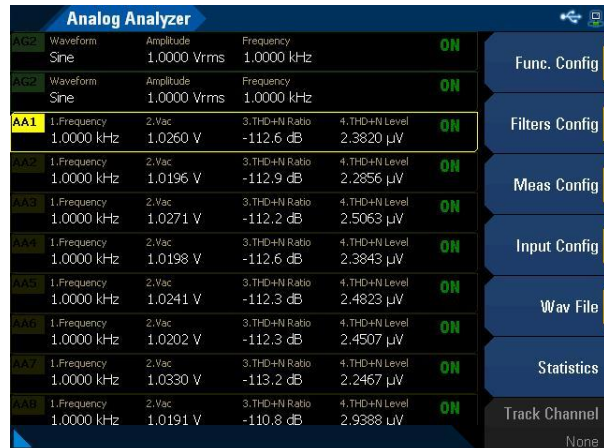 Analog Analyzer
AG2 Waveform Amplitude Frequency ON
Sine 1.0000 Vrms 1.0000 kHz
AG2 Waveform Amplitude Frequency ON
Sine 1.0000 Vrms 1.0000 kHz
AA1 1.Frequency 2.Vac 3.THD+N Ratio 4.THD+N Level ON
1.0000 kHz 1.0260 V -112.6 dB 2.3820 µV
AA2 1.Frequency 2.Vac 3.THD+N Ratio 4.THD+N Level ON
1.0000 kHz 1.0196 V -112.9 dB 2.2856 µV
AA3 1.Frequency 2.Vac 3.THD+N Ratio 4.THD+N Level ON
1.0000 kHz 1.0271 V -112.2 dB 2.5063 µV
AA4 1.Frequency 2.Vac 3.THD+N Ratio 4.THD+N Level ON
1.0000 kHz 1.0198 V -112.6 dB 2.3843 µV
AA5 1.Frequency 2.Vac 3.THD+N Ratio 4.THD+N Level ON
1.0000 kHz 1.0241 V -112.3 dB 2.4823 µV
AA6 1.Frequency 2.Vac 3.THD+N Ratio 4.THD+N Level ON
1.0000 kHz 1.0202 V -112.3 dB 2.4507 µV
AA7 1.Frequency 2.Vac 3.THD+N Ratio 4.THD+N Level ON
1.0000 kHz 1.0330 V -113.2 dB 2.2467 µV
AA8 1.Frequency 2.Vac 3.THD+N Ratio 4.THD+N Level ON
1.0000 kHz 1.0191 V -110.8 dB 2.9388 µV
Func. Config
Filters Config
Meas Config
Input Config
Wav File
Statistics
Track Channel
None